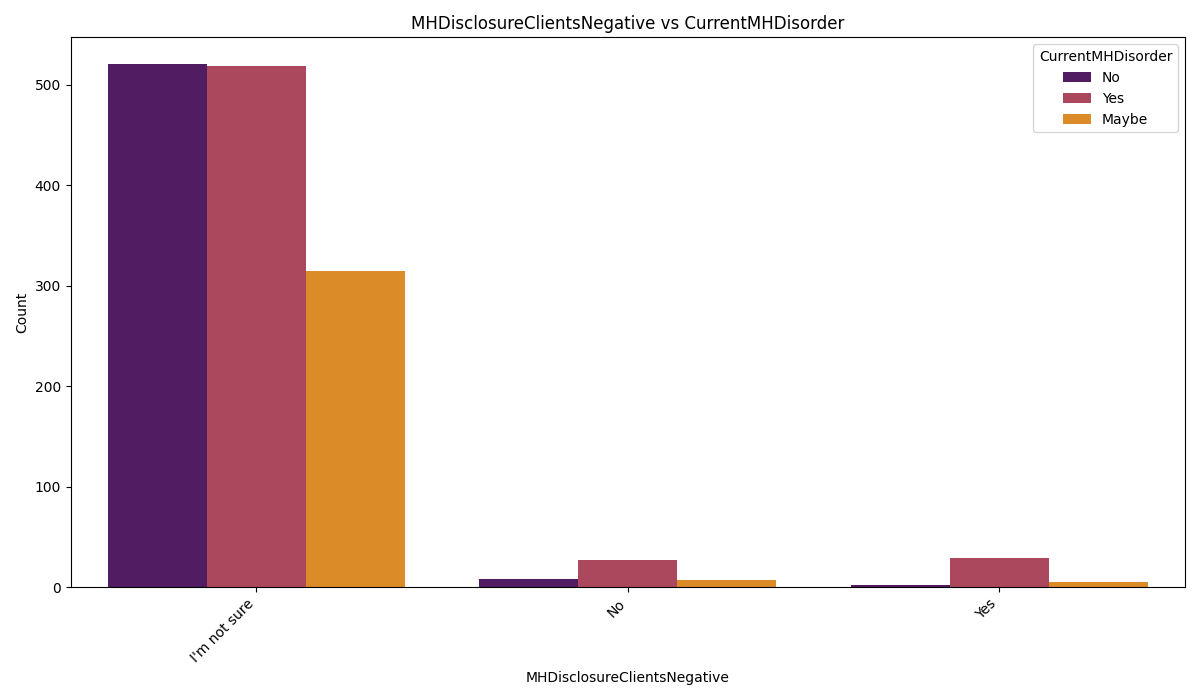 MHDisclosureClientsNegative vs CurrentMHDisorder
CurrentMHDisorder
No
Yes
Maybe
Count
500
400
300
200
100
0
I'm not sure
No
Yes
MHDisclosureClientsNegative